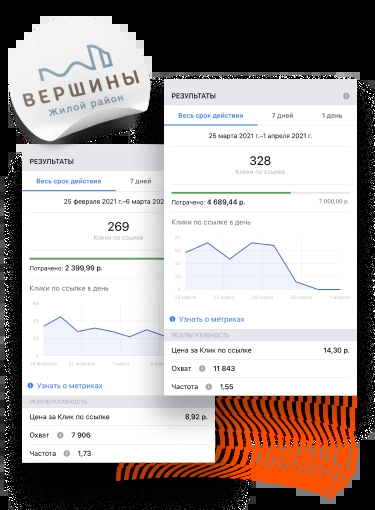 ВЕРШИНЫ
Жилой район
РЕЗУЛЬТАТЫ
Весь срок действия 7 дней 1 день
25 марта 2021 г.–1 апреля 2021 г.
328
Клики по ссылке
Потрачено: 4 689,44 р. 7 000,00 р.
Клики по ссылке в день
80
60
40
20
0
25 марта 27 марта 28 марта 29 марта 1 апреля
Узнать о метриках
РЕЗУЛЬТАТИВНОСТЬ
Цена за Клик по ссылке 14,30 р.
Охват 11 843
Частота 1,55
РЕЗУЛЬТАТЫ
Весь срок действия 7 дней
25 февраля 2021 г.–6 марта 202
269
Клики по ссылке
Потрачено: 2 399,99 р.
Клики по ссылке в день
60
40
20
0
25 февраля 27 февраля 1 марта 3 мар
Узнать о метриках
РЕЗУЛЬТАТИВНОСТЬ
Цена за Клик по ссылке 8,92 р.
Охват 7 906
Частота 1,73